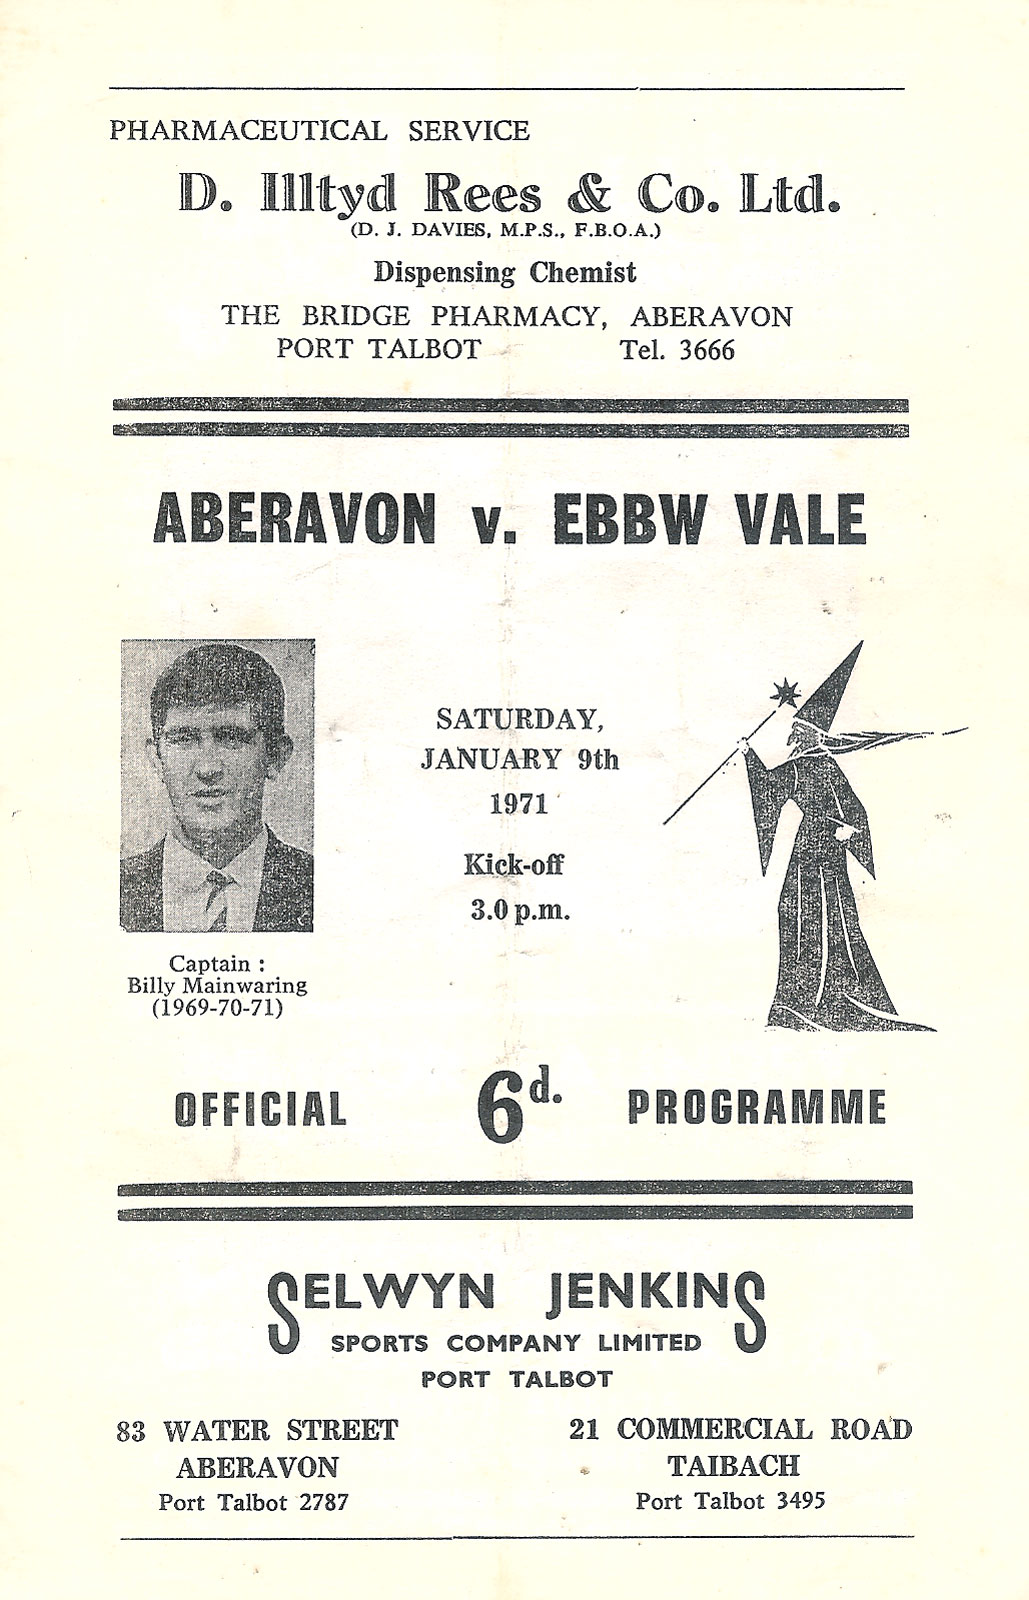 PHARMACEUTICAL SERVICE
D. Illtyd Rees & Co. Ltd.
(D. J. DAVIES, M.P.S., F.B.O.A.)
Dispensing Chemist
THE BRIDGE PHARMACY, ABERAVON
PORT TALBOT Tel. 3666
ABERAVON v. EBBW VALE
SATURDAY,
JANUARY 9th
1971
Kick-off
3.0 p.m.
Captain :
Billy Mainwaring
(1969-70-71)
OFFICIAL 6d. PROGRAMME
SELWYN JENKINS
SPORTS COMPANY LIMITED
PORT TALBOT
83 WATER STREET
ABERAVON
Port Talbot 2787
21 COMMERCIAL ROAD
TAIBACH
Port Talbot 3495